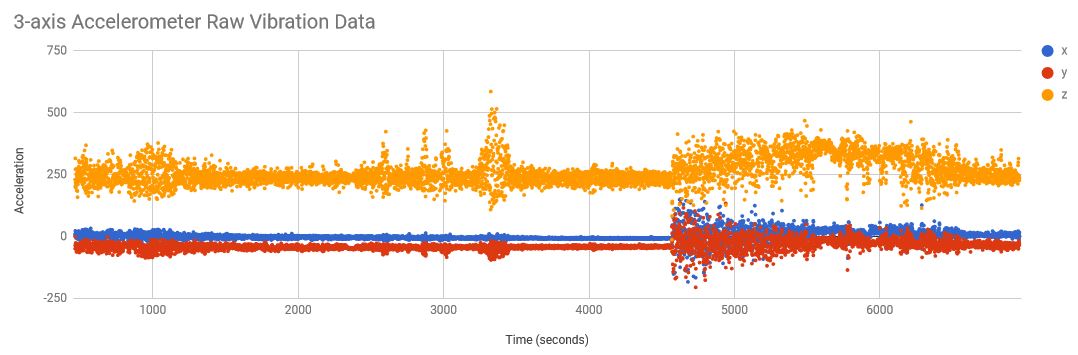 3-axis Accelerometer Raw Vibration Data
750
500
250
0
-250
Acceleration
1000 2000 3000 4000 5000 6000
Time (seconds)
x
y
z